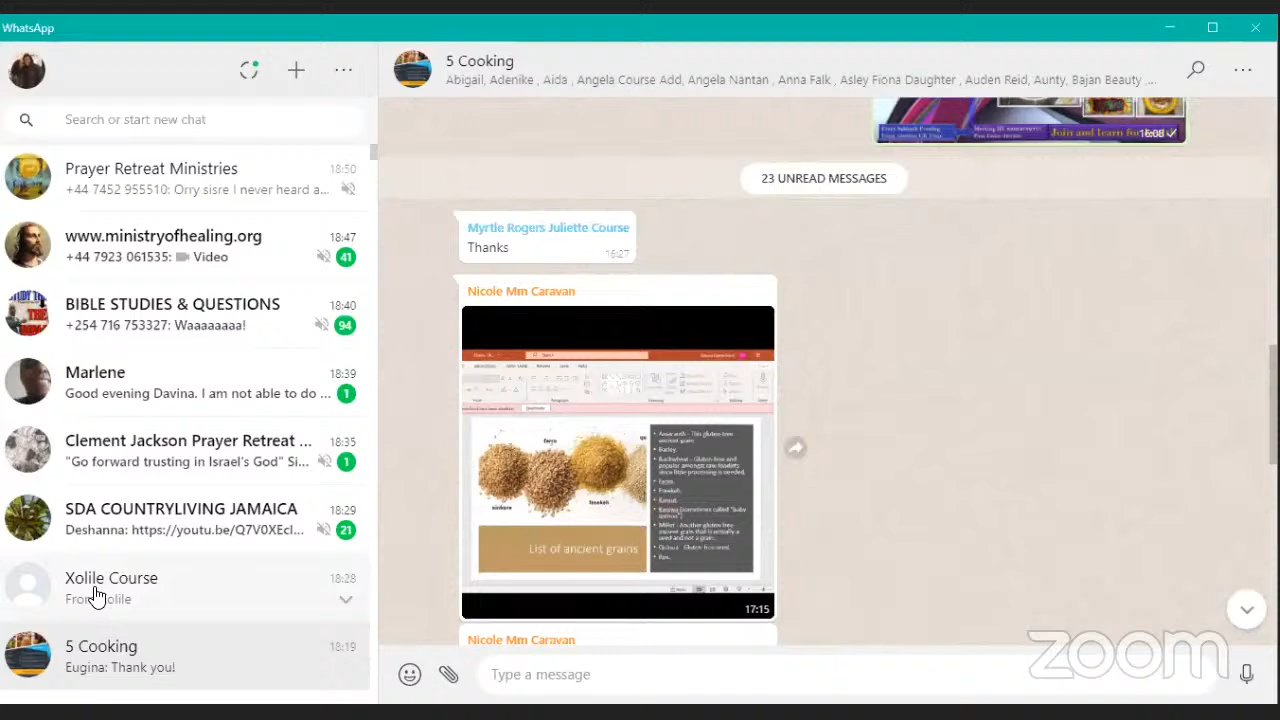 WhatsApp
Search or start new chat
Prayer Retreat Ministries 18:50
+44 7452 955510: Orry sisre I never heard a...
www.ministryofhealing.org 18:47
+44 7923 061535: Video 41
BIBLE STUDIES & QUESTIONS 18:40
+254 716 753327: Waaaaaaaa! 94
Marlene 18:39
Good evening Davina. I am not able to do ... 1
Clement Jackson Prayer Retreat ... 18:35
"Go forward trusting in Israel's God" Si... 1
SDA COUNTRYLIVING JAMAICA 18:29
Deshanna: https://youtu.be/Q7V0XEcl... 21
Xolile Course 18:28
5 Cooking 18:19
Eugina: Thank you!
5 Cooking
Abigail, Adenike , Aida , Angela Course Add, Angela Nantan , Anna Falk , Asley Fiona Daughter , Auden Reid, Aunty, Bajan Beauty ,...
Join and learn for
16:08
23 UNREAD MESSAGES
Myrtle Rogers Juliette Course
Thanks
16:27
Nicole Mm Caravan
List of ancient grains
17:15
Nicole Mm Caravan
Type a message
zoom